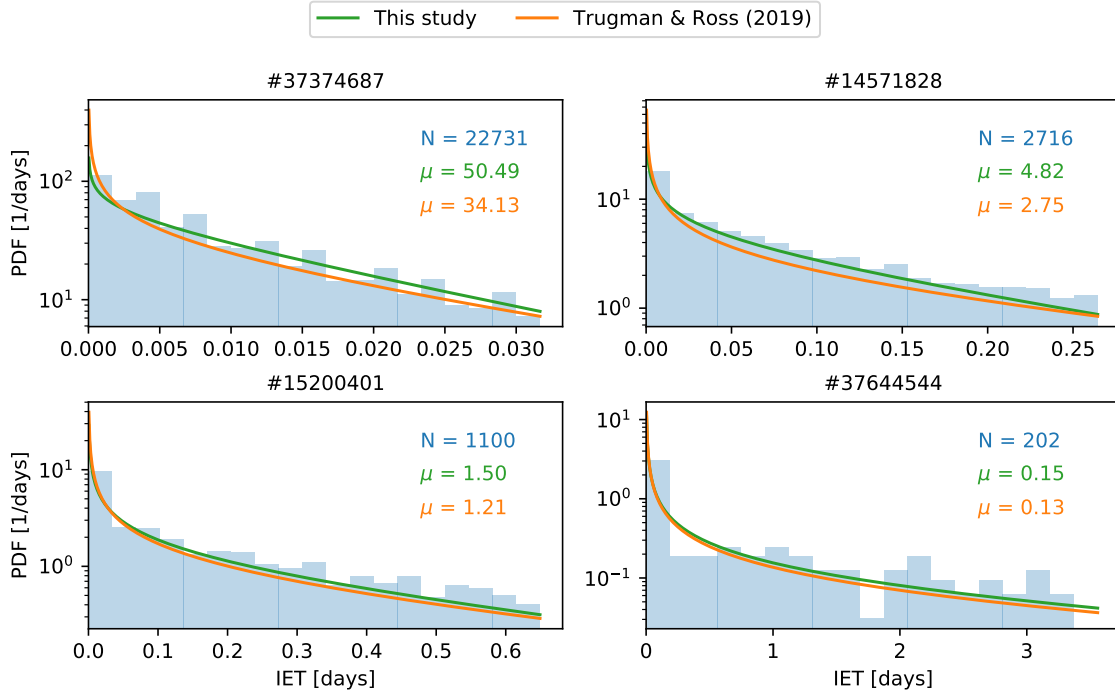 This study Trugman & Ross (2019)
#37374687
#14571828
PDF [1/days]
10²
10¹
N = 22731
μ = 50.49
μ = 34.13
0.000 0.005 0.010 0.015 0.020 0.025 0.030
10¹
10⁰
N = 2716
μ = 4.82
μ = 2.75
0.00 0.05 0.10 0.15 0.20 0.25
#15200401
#37644544
PDF [1/days]
10¹
10⁰
N = 1100
μ = 1.50
μ = 1.21
0.0 0.1 0.2 0.3 0.4 0.5 0.6
IET [days]
10¹
10⁰
10⁻¹
N = 202
μ = 0.15
μ = 0.13
0 1 2 3
IET [days]